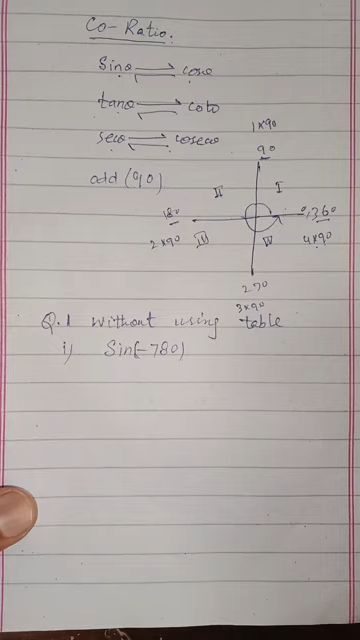 Co-Ratio.
Sinθ ⇌ cosθ
tanθ ⇌ cotθ
secθ ⇌ cosecθ
add (90)
1×90
90
II I
180 0, 360
2×90 III IV 4×90
270
3×90
Q.1 without using table
i) Sin(-780)